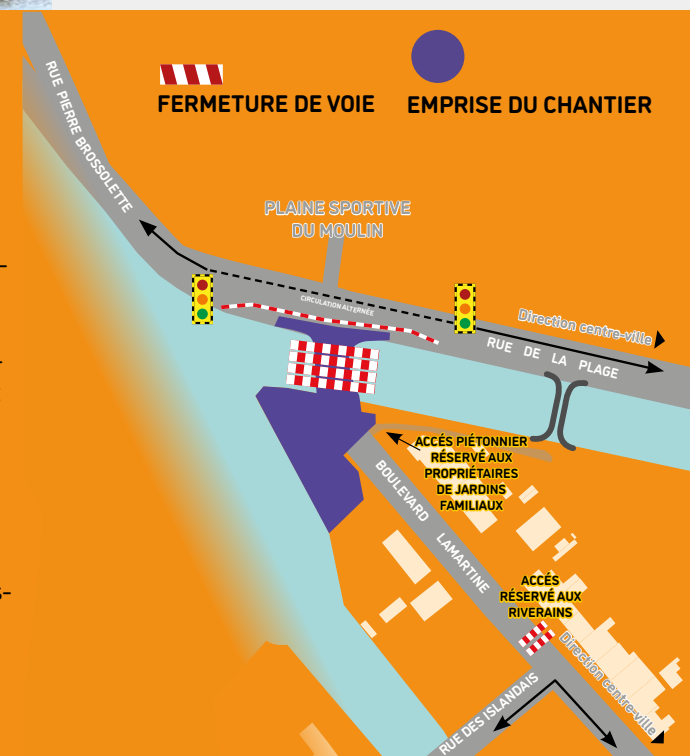 FERMETURE DE VOIE
EMPRISE DU CHANTIER
RUE PIERRE BROSSOLETTE
PLAINE SPORTIVE
DU MOULIN
CIRCULATION ALTERNÉE
Direction centre-ville
RUE DE LA PLAGE
ACCÉS PIÉTONNIER
RÉSERVÉ AUX
PROPRIÉTAIRES
DE JARDINS
FAMILIAUX
BOULEVARD LAMARTINE
ACCÉS
RÉSERVÉ AUX
RIVERAINS
Direction centre-ville
RUE DES ISLANDAIS